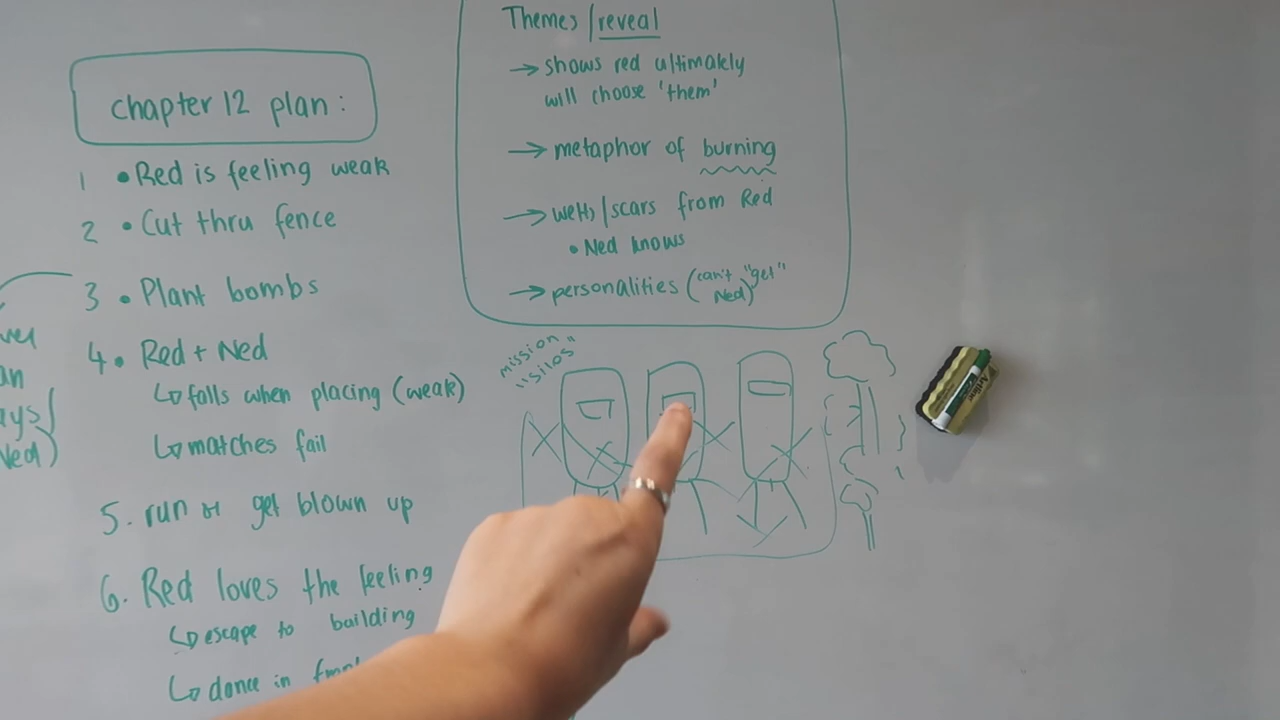 Themes/reveal
→ shows red ultimately
will choose 'them'
→ metaphor of burning
→ welts/scars from Red
• Ned knows
→ personalities (can't "get" Ned)
chapter 12 plan:
1 • Red is feeling weak
2 • Cut thru fence
3 • Plant bombs
4. Red + Ned
↳ falls when placing (weak)
↳ matches fail
5. run or get blown up
6. Red loves the feeling
↳ escape to building
↳ dance in
mission
"silos"
Artline